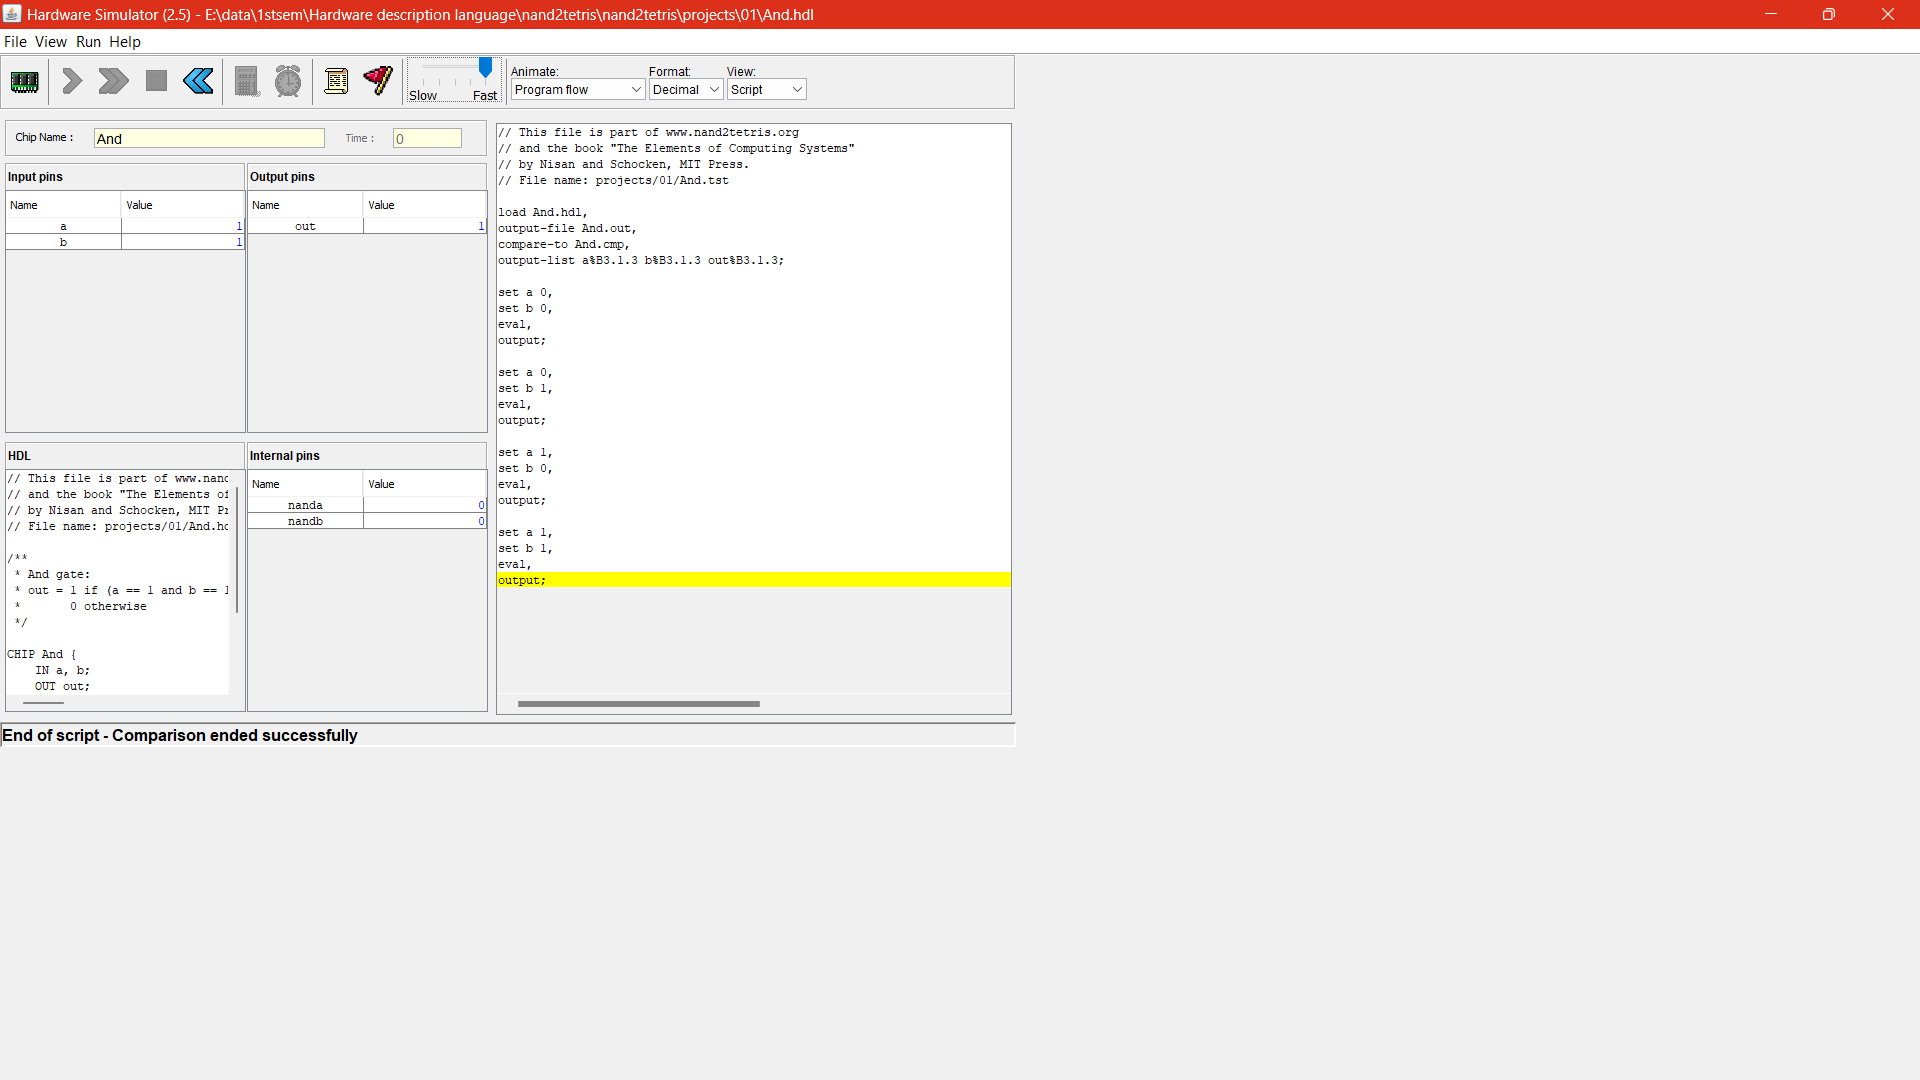 Hardware Simulator (2.5) - E:\data\1stsem\Hardware description language\nand2tetris\nand2tetris\projects\01\And.hdl
File View Run Help
Slow Fast
Animate: Format: View:
Program flow Decimal Script
Chip Name : And Time : 0
Input pins
Name Value
a 1
b 1
Output pins
Name Value
out 1
HDL
// This file is part of www.nand
// and the book "The Elements of
// by Nisan and Schocken, MIT Pr
// File name: projects/01/And.hd
/**
* And gate:
* out = 1 if (a == 1 and b == 1
* 0 otherwise
*/
CHIP And {
IN a, b;
OUT out;
Internal pins
Name Value
nanda 0
nandb 0
// This file is part of www.nand2tetris.org
// and the book "The Elements of Computing Systems"
// by Nisan and Schocken, MIT Press.
// File name: projects/01/And.tst
load And.hdl,
output-file And.out,
compare-to And.cmp,
output-list a%B3.1.3 b%B3.1.3 out%B3.1.3;
set a 0,
set b 0,
eval,
output;
set a 0,
set b 1,
eval,
output;
set a 1,
set b 0,
eval,
output;
set a 1,
set b 1,
eval,
output;
End of script - Comparison ended successfully